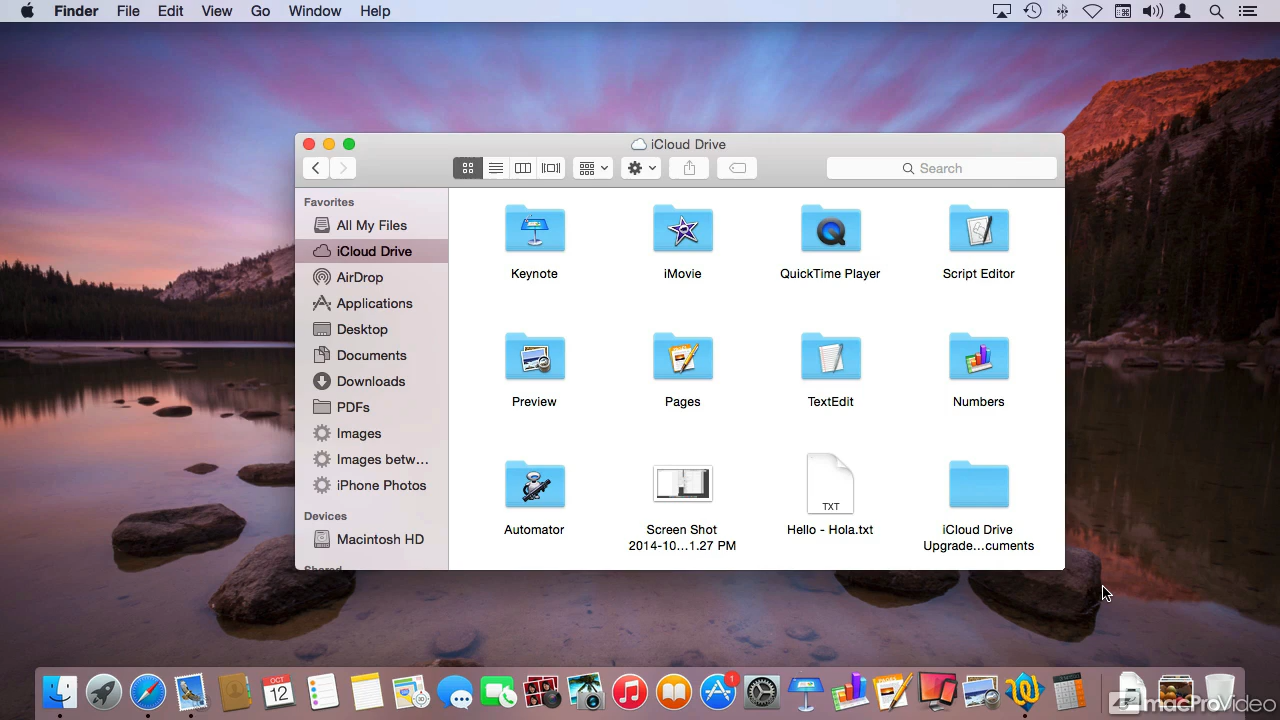 Finder File Edit View Go Window Help
iCloud Drive
Search
Favorites
All My Files
iCloud Drive
AirDrop
Applications
Desktop
Documents
Downloads
PDFs
Images
Images betw...
iPhone Photos
Devices
Macintosh HD
Shared
Keynote
iMovie
QuickTime Player
Script Editor
Preview
Pages
TextEdit
Numbers
Automator
Screen Shot
2014-10...1.27 PM
TXT
Hello - Hola.txt
iCloud Drive
Upgrade...cuments
OCT
12
1
macProVideo